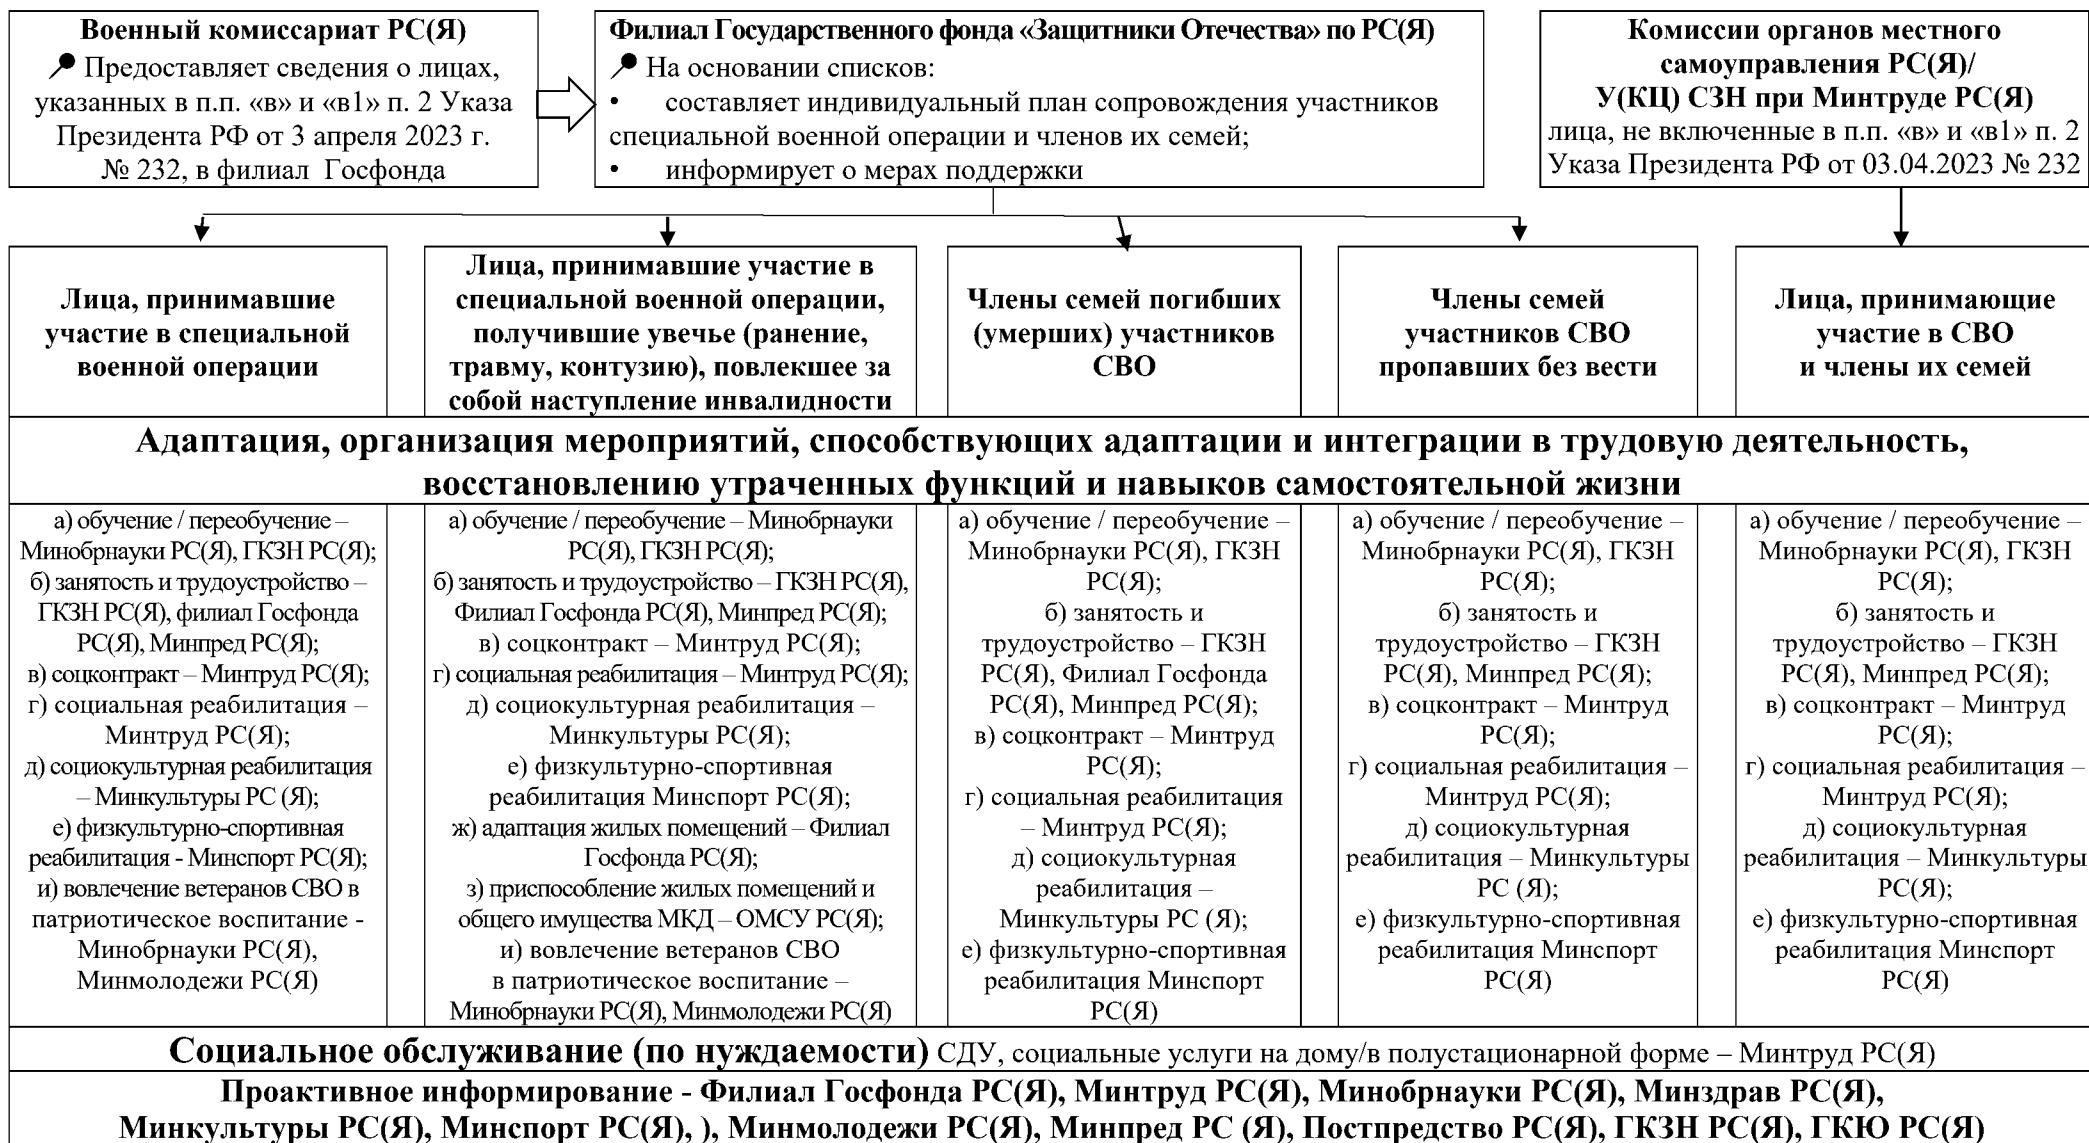 Военный комиссариат РС(Я)
Предоставляет сведения о лицах,
указанных в п.п. «в» и «в1» п. 2 Указа
Президента РФ от 3 апреля 2023 г.
№ 232, в филиал Госфонда
Филиал Государственного фонда «Защитники Отечества» по РС(Я)
На основании списков:
• составляет индивидуальный план сопровождения участников
специальной военной операции и членов их семей;
• информирует о мерах поддержки
Комиссии органов местного
самоуправления РС(Я)/
У(КЦ) СЗН при Минтруде РС(Я)
лица, не включенные в п.п. «в» и «в1» п. 2
Указа Президента РФ от 03.04.2023 № 232
Лица, принимавшие
участие в специальной
военной операции
Лица, принимавшие участие в
специальной военной операции,
получившие увечье (ранение,
травму, контузию), повлекшее за
собой наступление инвалидности
Члены семей погибших
(умерших) участников
СВО
Члены семей
участников СВО
пропавших без вести
Лица, принимающие
участие в СВО
и члены их семей
Адаптация, организация мероприятий, способствующих адаптации и интеграции в трудовую деятельность,
восстановлению утраченных функций и навыков самостоятельной жизни
а) обучение / переобучение –
Минобрнауки РС(Я), ГКЗН РС(Я);
б) занятость и трудоустройство –
ГКЗН РС(Я), филиал Госфонда
РС(Я), Минпред РС(Я);
в) соцконтракт – Минтруд РС(Я);
г) социальная реабилитация –
Минтруд РС(Я);
д) социокультурная реабилитация
– Минкультуры РС (Я);
е) физкультурно-спортивная
реабилитация - Минспорт РС(Я);
и) вовлечение ветеранов СВО в
патриотическое воспитание -
Минобрнауки РС(Я),
Минмолодежи РС(Я)
а) обучение / переобучение – Минобрнауки
РС(Я), ГКЗН РС(Я);
б) занятость и трудоустройство – ГКЗН РС(Я),
Филиал Госфонда РС(Я), Минпред РС(Я);
в) соцконтракт – Минтруд РС(Я);
г) социальная реабилитация – Минтруд РС(Я);
д) социокультурная реабилитация –
Минкультуры РС(Я);
е) физкультурно-спортивная
реабилитация Минспорт РС(Я);
ж) адаптация жилых помещений – Филиал
Госфонда РС(Я);
з) приспособление жилых помещений и
общего имущества МКД – ОМСУ РС(Я);
и) вовлечение ветеранов СВО
в патриотическое воспитание –
Минобрнауки РС(Я), Минмолодежи РС(Я)
а) обучение / переобучение –
Минобрнауки РС(Я), ГКЗН
РС(Я);
б) занятость и
трудоустройство – ГКЗН
РС(Я), Филиал Госфонда
РС(Я), Минпред РС(Я);
в) соцконтракт – Минтруд
РС(Я);
г) социальная реабилитация
– Минтруд РС(Я);
д) социокультурная
реабилитация –
Минкультуры РС (Я);
е) физкультурно-спортивная
реабилитация Минспорт
РС(Я)
а) обучение / переобучение –
Минобрнауки РС(Я), ГКЗН
РС(Я);
б) занятость и
трудоустройство – ГКЗН
РС(Я), Минпред РС(Я);
в) соцконтракт – Минтруд
РС(Я);
г) социальная реабилитация –
Минтруд РС(Я);
д) социокультурная
реабилитация – Минкультуры
РС (Я);
е) физкультурно-спортивная
реабилитация Минспорт
РС(Я)
а) обучение / переобучение –
Минобрнауки РС(Я), ГКЗН
РС(Я);
б) занятость и
трудоустройство – ГКЗН
РС(Я), Минпред РС(Я);
в) соцконтракт – Минтруд
РС(Я);
г) социальная реабилитация –
Минтруд РС(Я);
д) социокультурная
реабилитация – Минкультуры
РС(Я);
е) физкультурно-спортивная
реабилитация Минспорт
РС(Я)
Социальное обслуживание (по нуждаемости) СДУ, социальные услуги на дому/в полустационарной форме – Минтруд РС(Я)
Проактивное информирование - Филиал Госфонда РС(Я), Минтруд РС(Я), Минобрнауки РС(Я), Минздрав РС(Я),
Минкультуры РС(Я), Минспорт РС(Я), ), Минмолодежи РС(Я), Минпред РС (Я), Постпредство РС(Я), ГКЗН РС(Я), ГКЮ РС(Я)